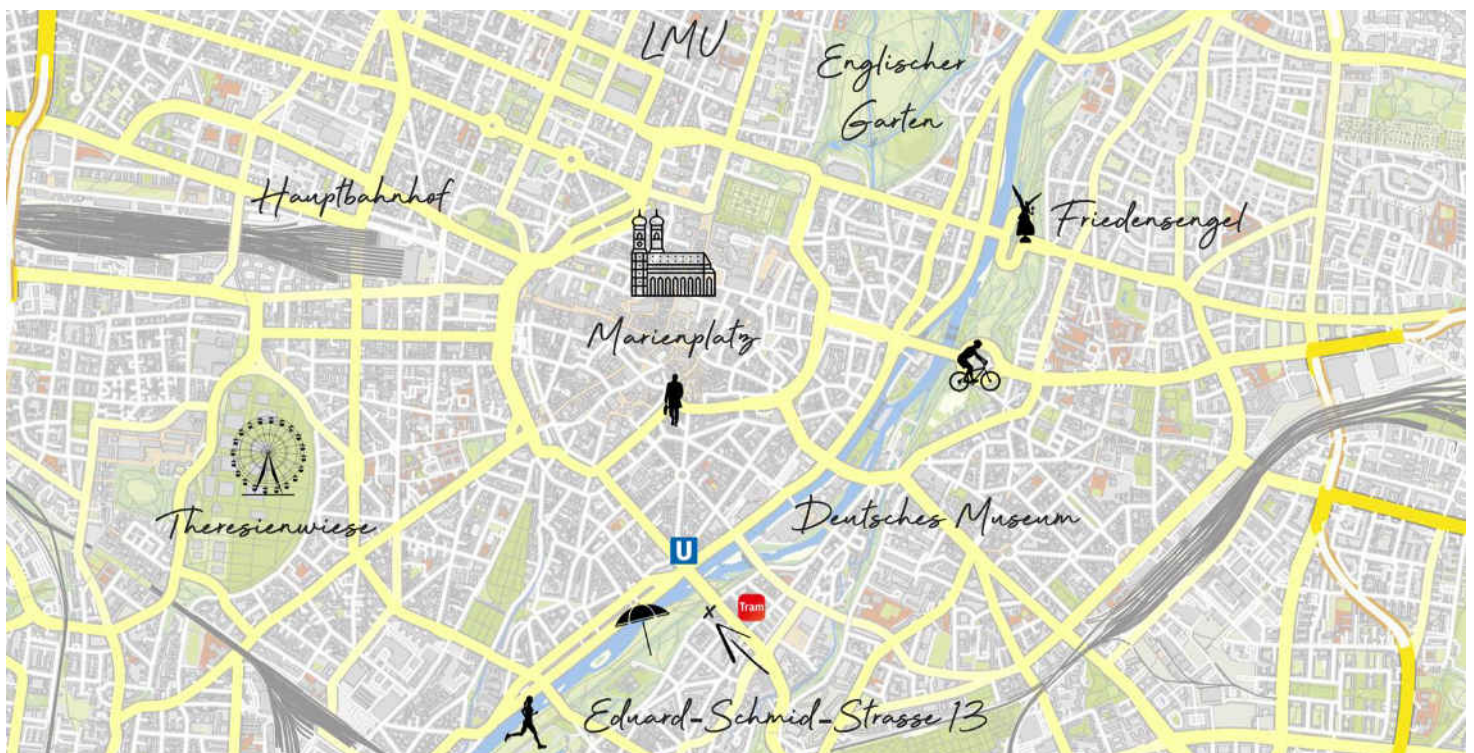 LMU
Englischer
Garten
Hauptbahnhof
Friedensengel
Marienplatz
Theresienwiese
Deutsches Museum
U
Tram
x
Eduard-Schmid-Strasse 13